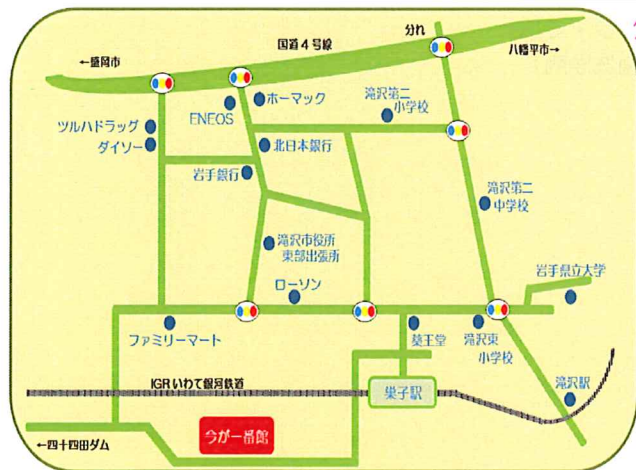 分れ
国道4号線
←盛岡市
八幡平市→
ホーマック
ENEOS
滝沢第二
小学校
ツルハドラッグ
ダイソー
北日本銀行
岩手銀行
滝沢第二
中学校
滝沢市役所
東部出張所
岩手県立大学
ローソン
ファミリーマート
薬王堂
滝沢東
小学校
IGRいわて銀河鉄道
巣子駅
滝沢駅
今が一番館
←四十四田ダム